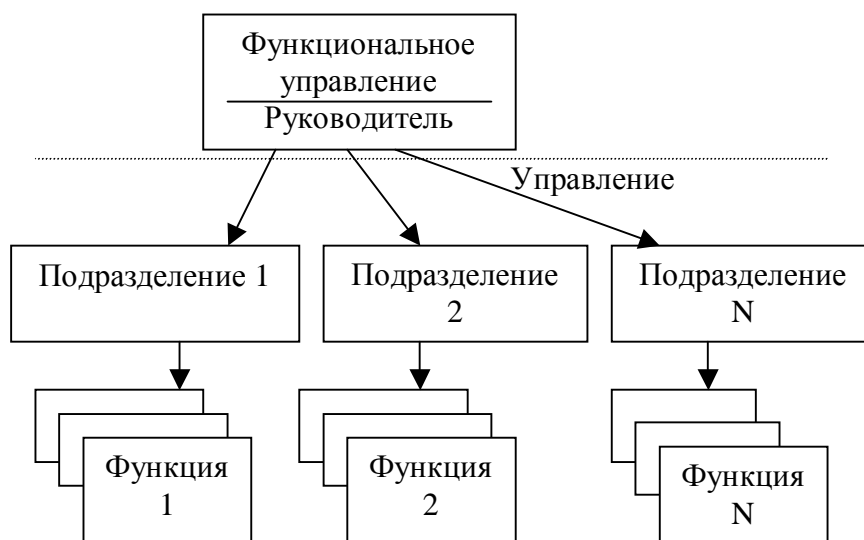 Функциональное
управление
Руководитель
Управление
Подразделение 1
Подразделение
2
Подразделение
N
Функция
1
Функция
2
Функция
N